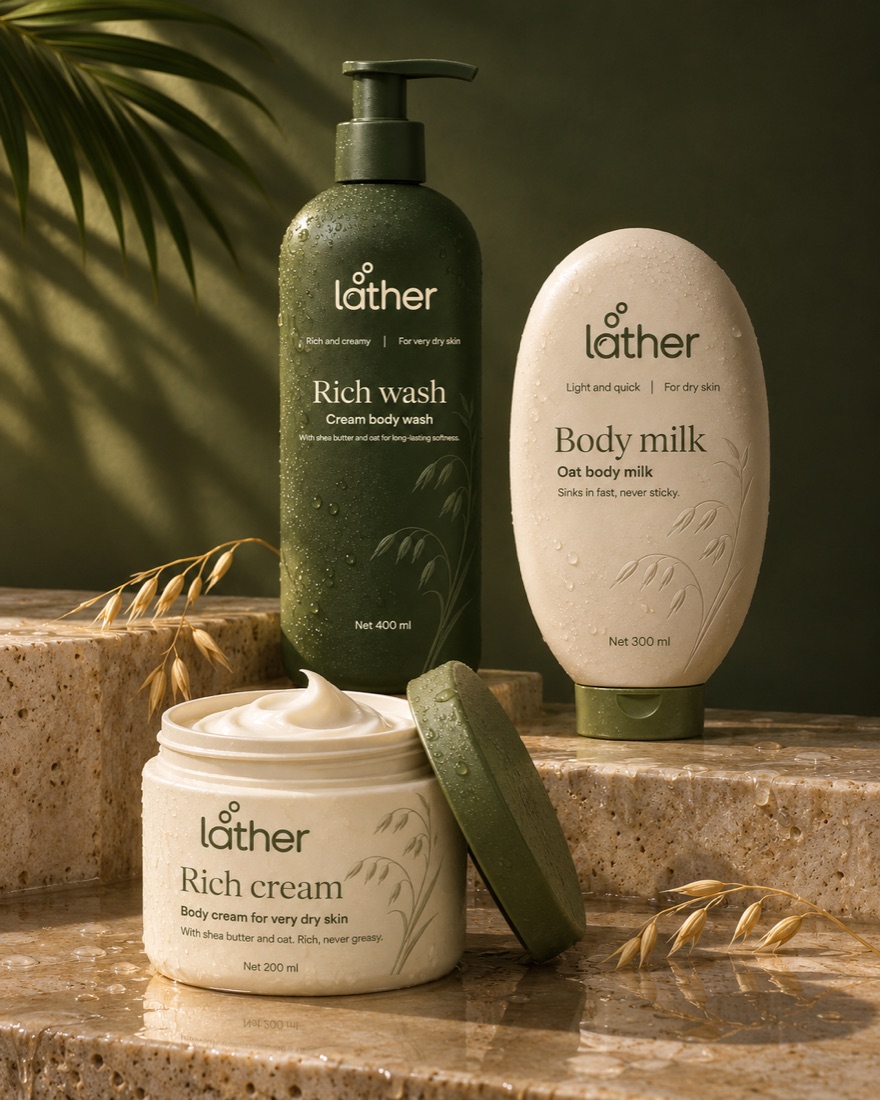 lather
Rich and creamy | For very dry skin
Rich wash
Cream body wash
With shea butter and oat for long-lasting softness.
Net 400 ml
lather
Light and quick | For dry skin
Body milk
Oat body milk
Sinks in fast, never sticky.
Net 300 ml
lather
Rich cream
Body cream for very dry skin
With shea butter and oat. Rich, never greasy.
Net 200 ml